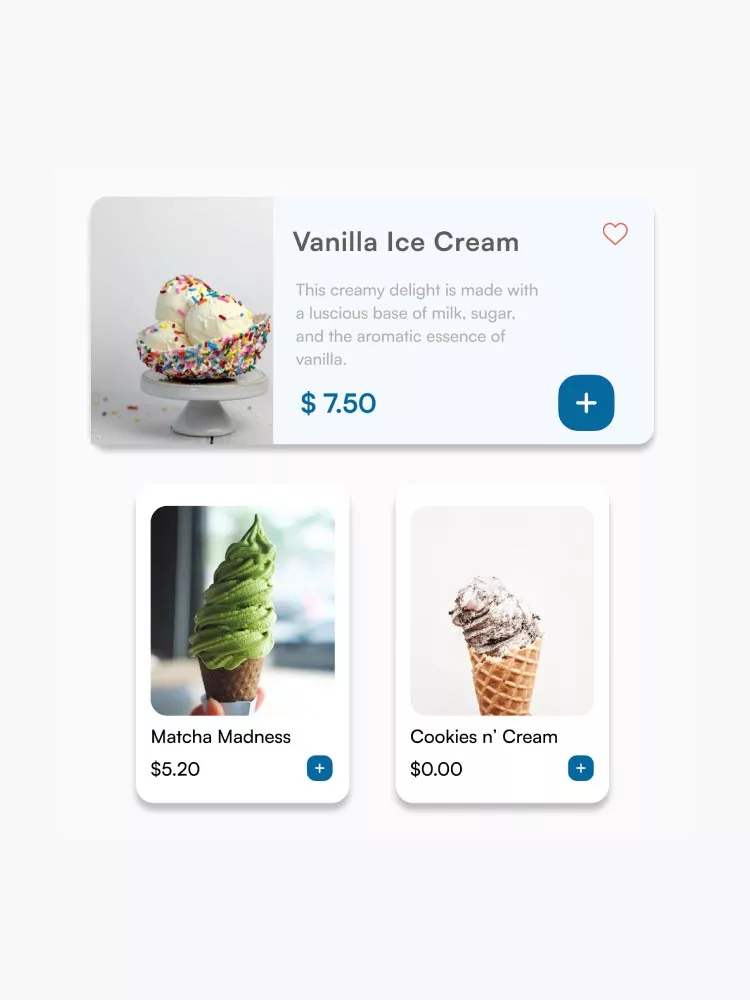 Vanilla Ice Cream
This creamy delight is made with
a luscious base of milk, sugar,
and the aromatic essence of
vanilla.
$ 7.50
Matcha Madness
$5.20
Cookies n’ Cream
$0.00